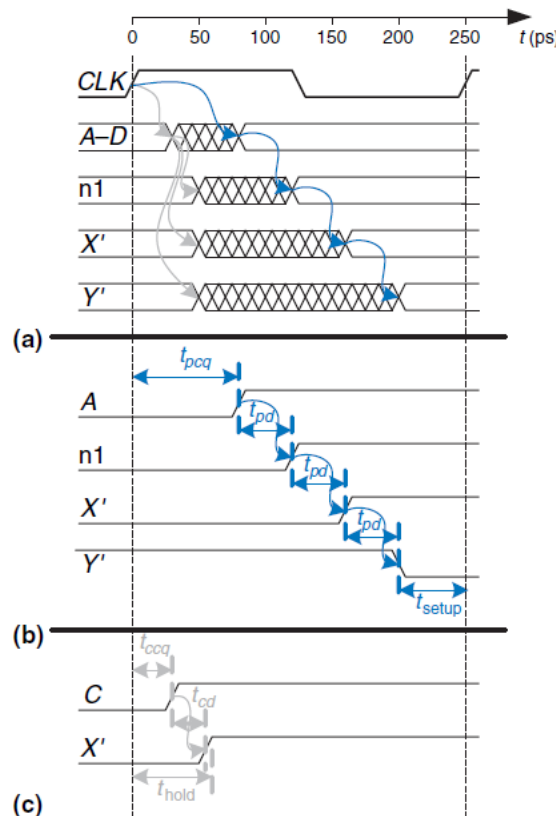 0 50 100 150 200 250 t (ps)
CLK
A–D
n1
X'
Y'
(a)
tpcq
A
tpd
n1
tpd
X'
tpd
Y'
tsetup
(b)
tccq
C
tcd
X'
thold
(c)